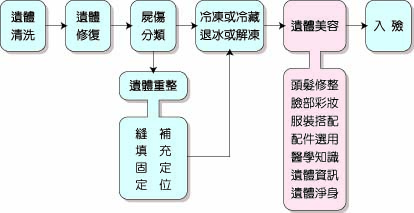 遺體
清洗
遺體
修復
屍傷
分類
冷凍或冷藏
退冰或解凍
遺體美容
入 殮
遺體重整
縫 補
填 充
固 定
定 位
頭髮修整
臉部彩妝
服裝搭配
配件選用
醫學知識
遺體資訊
遺體淨身